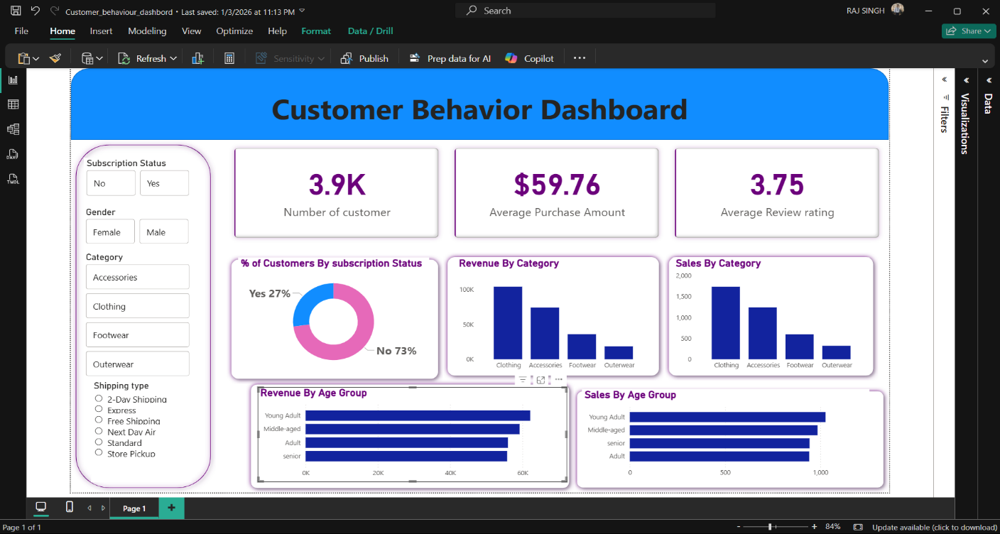 Customer_behaviour_dashbord • Last saved: 1/3/2026 at 11:13 PM
Search
RAJ SINGH
File Home Insert Modeling View Optimize Help Format Data / Drill
Share
Refresh
Sensitivity
Publish
Prep data for AI
Copilot
Customer Behavior Dashboard
Filters
Visualizations
Data
DAX
TMDL
Subscription Status
No Yes
Gender
Female Male
Category
Accessories
Clothing
Footwear
Outerwear
Shipping type
2-Day Shipping
Express
Free Shipping
Next Day Air
Standard
Store Pickup
3.9K
Number of customer
$59.76
Average Purchase Amount
3.75
Average Review rating
% of Customers By subscription Status
Yes 27%
No 73%
Revenue By Category
100K
50K
0K
Clothing Accessories Footwear Outerwear
Sales By Category
2,000
1,500
1,000
500
0
Clothing Accessories Footwear Outerwear
Revenue By Age Group
Young Adult
Middle-aged
Adult
senior
0K 20K 40K 60K
Sales By Age Group
Young Adult
Middle-aged
senior
Adult
0 500 1,000
Page 1
Page 1 of 1
84%
Update available (click to download)